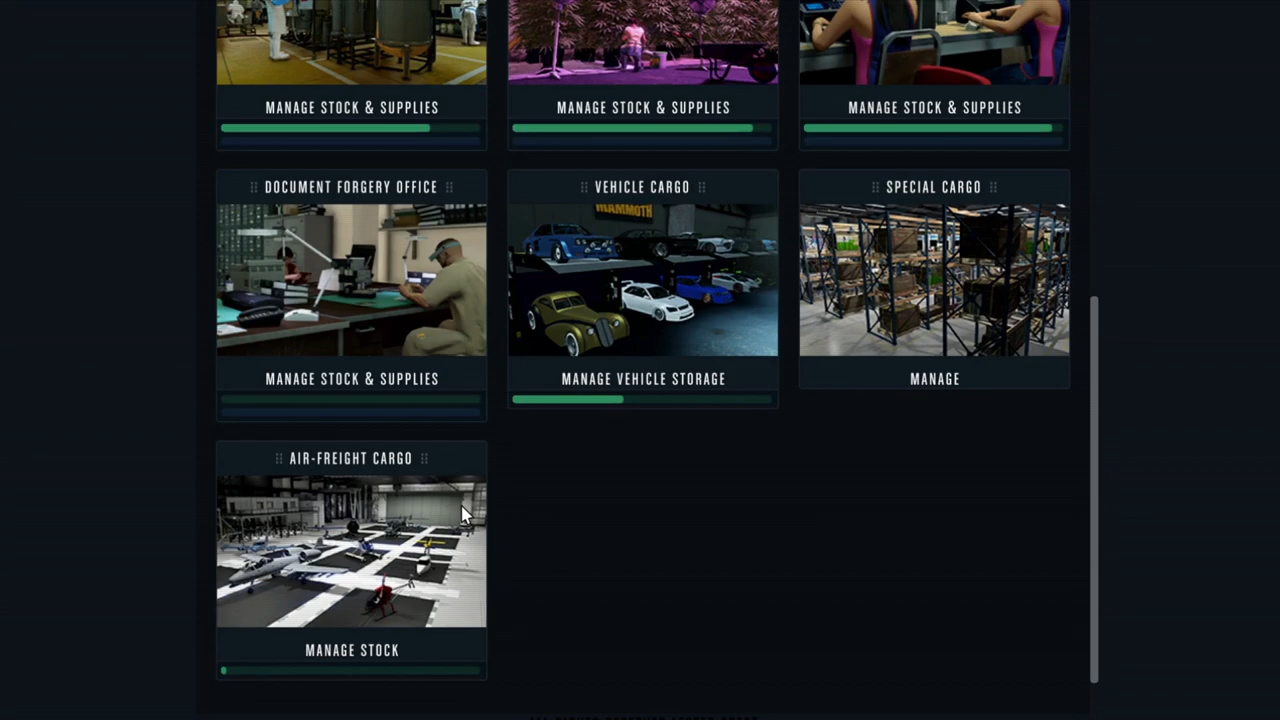 MANAGE STOCK & SUPPLIES
MANAGE STOCK & SUPPLIES
MANAGE STOCK & SUPPLIES
DOCUMENT FORGERY OFFICE
VEHICLE CARGO
SPECIAL CARGO
MAMMOTH
MANAGE STOCK & SUPPLIES
MANAGE VEHICLE STORAGE
MANAGE
AIR-FREIGHT CARGO
MANAGE STOCK